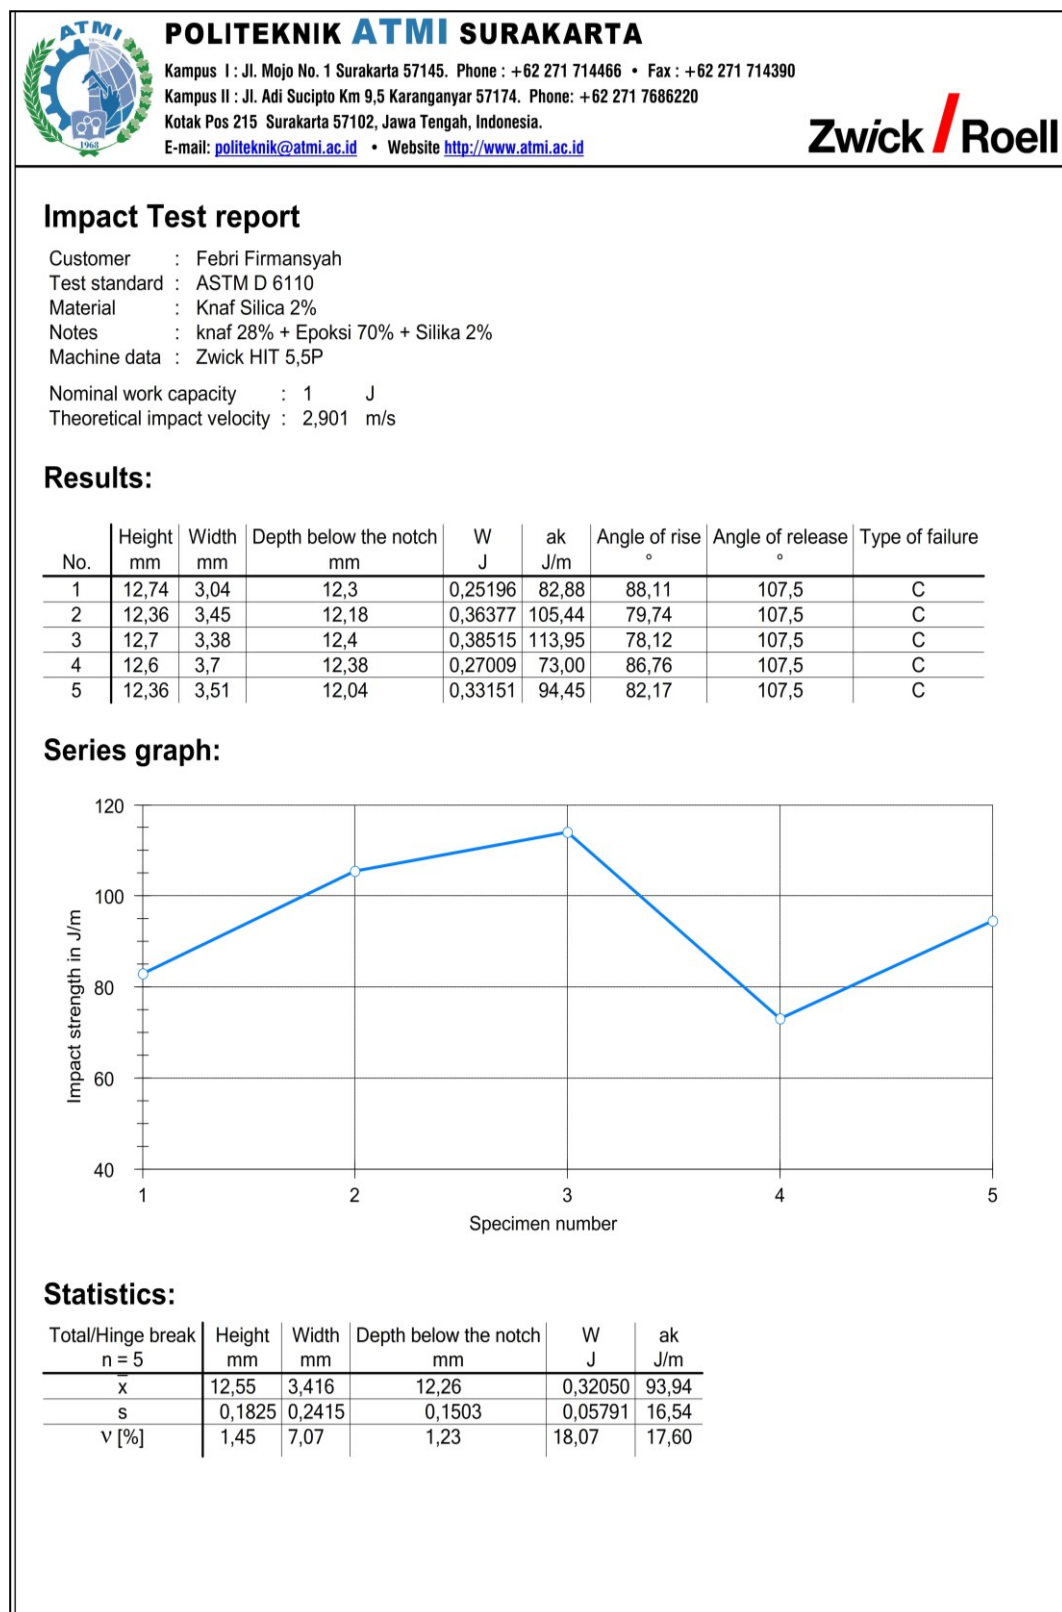 ATMI
1968
POLITEKNIK ATMI SURAKARTA
Kampus I : Jl. Mojo No. 1 Surakarta 57145. Phone : +62 271 714466 • Fax : +62 271 714390
Kampus II : Jl. Adi Sucipto Km 9,5 Karanganyar 57174. Phone: +62 271 7686220
Kotak Pos 215 Surakarta 57102, Jawa Tengah, Indonesia.
E-mail: politeknik@atmi.ac.id • Website http://www.atmi.ac.id
Zwick / Roell
Impact Test report
Customer : Febri Firmansyah
Test standard : ASTM D 6110
Material : Knaf Silica 2%
Notes : knaf 28% + Epoksi 70% + Silika 2%
Machine data : Zwick HIT 5,5P
Nominal work capacity : 1 J
Theoretical impact velocity : 2,901 m/s
Results:
Height Width Depth below the notch W ak Angle of rise Angle of release Type of failure
No. mm mm mm J J/m ° °
1 12,74 3,04 12,3 0,25196 82,88 88,11 107,5 C
2 12,36 3,45 12,18 0,36377 105,44 79,74 107,5 C
3 12,7 3,38 12,4 0,38515 113,95 78,12 107,5 C
4 12,6 3,7 12,38 0,27009 73,00 86,76 107,5 C
5 12,36 3,51 12,04 0,33151 94,45 82,17 107,5 C
Series graph:
120
100
80
60
40
Impact strength in J/m
1 2 3 4 5
Specimen number
Statistics:
Total/Hinge break Height Width Depth below the notch W ak
n = 5 mm mm mm J J/m
x̅ 12,55 3,416 12,26 0,32050 93,94
s 0,1825 0,2415 0,1503 0,05791 16,54
ν [%] 1,45 7,07 1,23 18,07 17,60